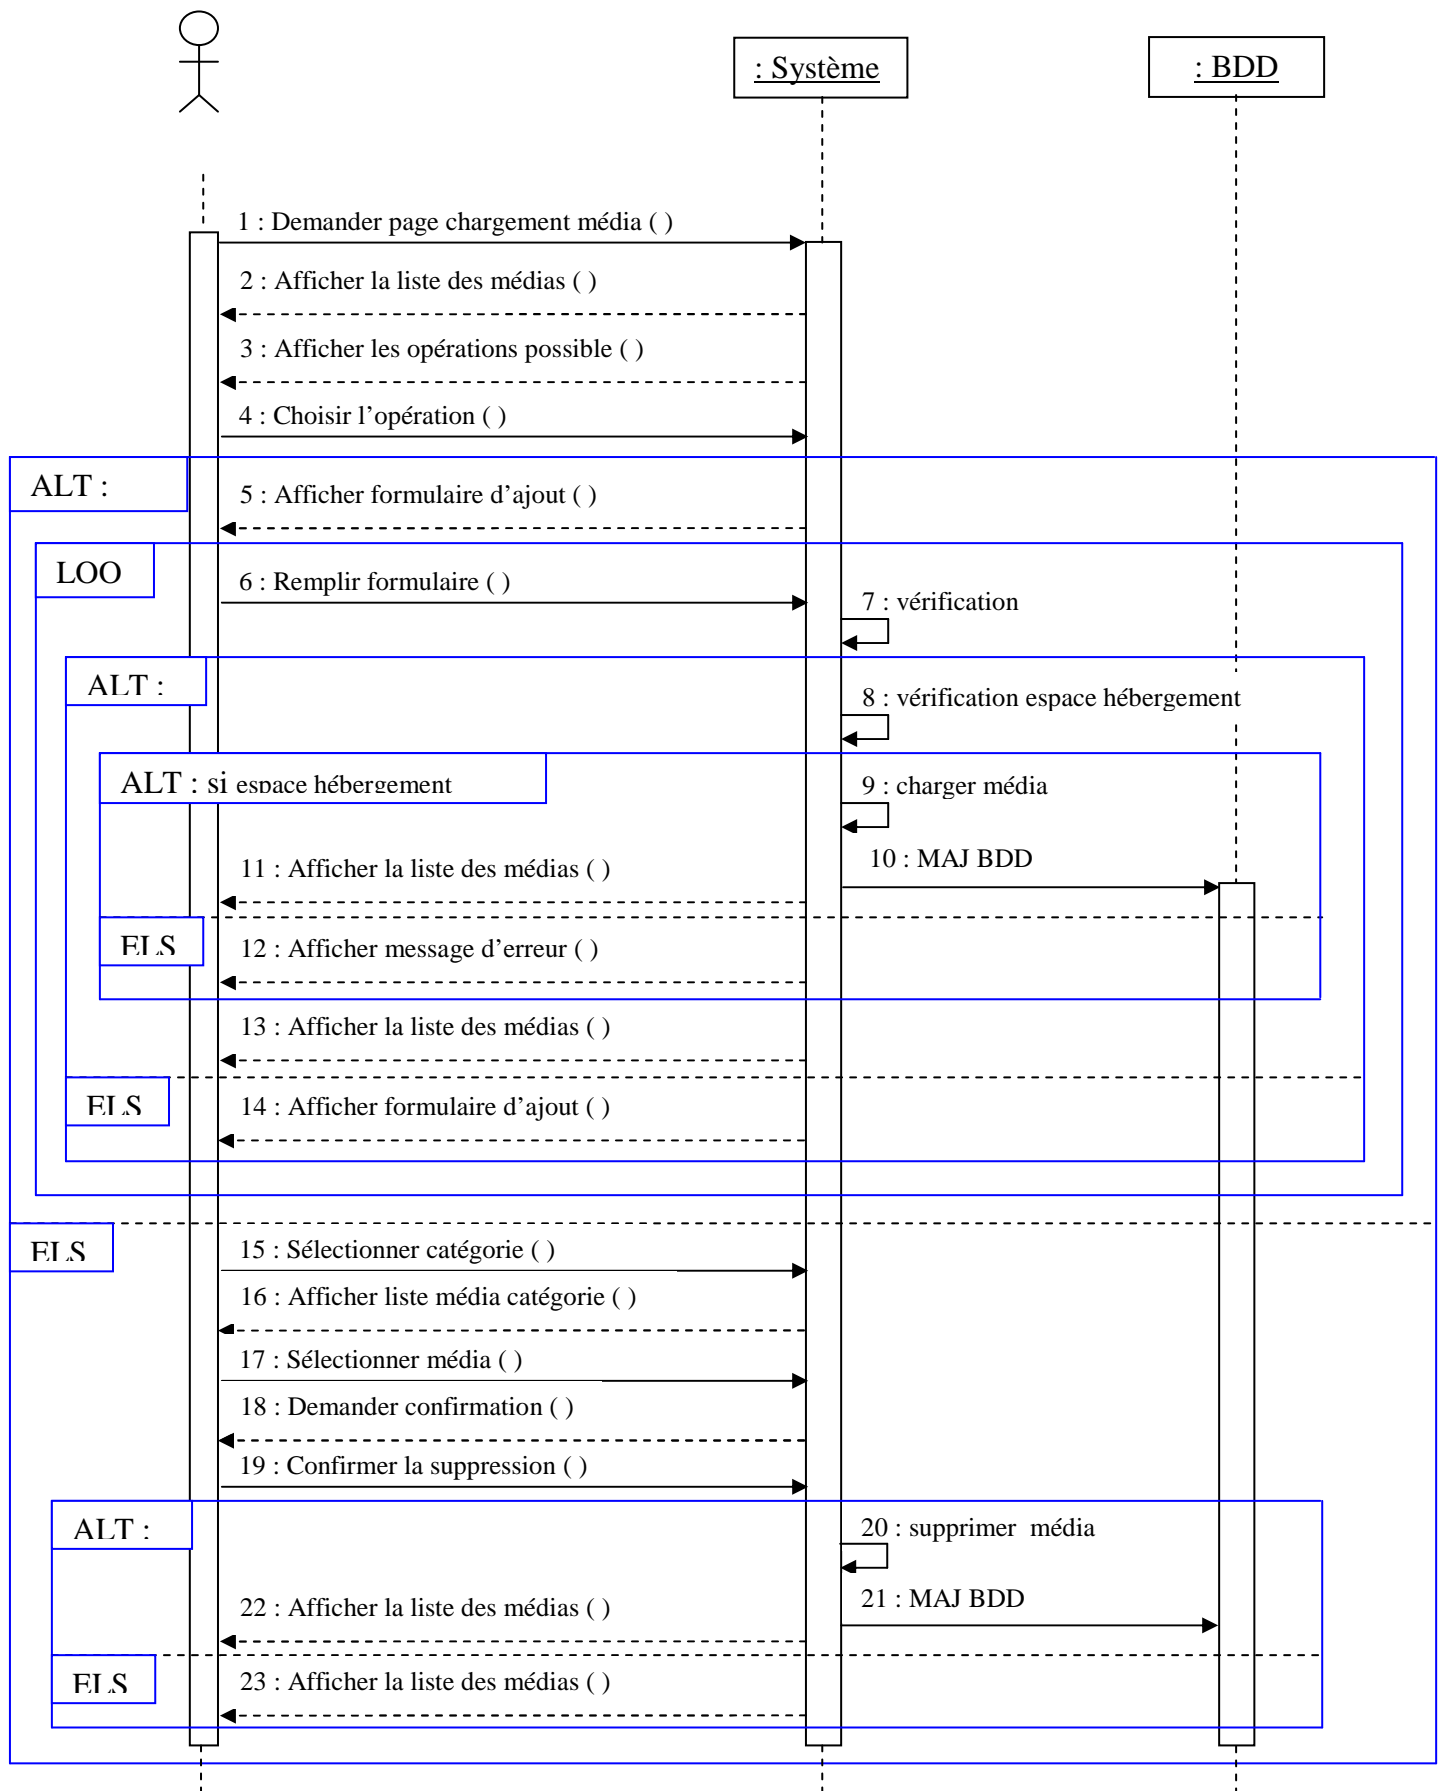 : Système
: BDD
1 : Demander page chargement média ( )
2 : Afficher la liste des médias ( )
3 : Afficher les opérations possible ( )
4 : Choisir l’opération ( )
ALT :
5 : Afficher formulaire d’ajout ( )
LOO
6 : Remplir formulaire ( )
7 : vérification
ALT :
8 : vérification espace hébergement
ALT : si espace hébergement
9 : charger média
10 : MAJ BDD
11 : Afficher la liste des médias ( )
ELS
12 : Afficher message d’erreur ( )
13 : Afficher la liste des médias ( )
ELS
14 : Afficher formulaire d’ajout ( )
ELS
15 : Sélectionner catégorie ( )
16 : Afficher liste média catégorie ( )
17 : Sélectionner média ( )
18 : Demander confirmation ( )
19 : Confirmer la suppression ( )
ALT :
20 : supprimer  média
21 : MAJ BDD
22 : Afficher la liste des médias ( )
ELS
23 : Afficher la liste des médias ( )